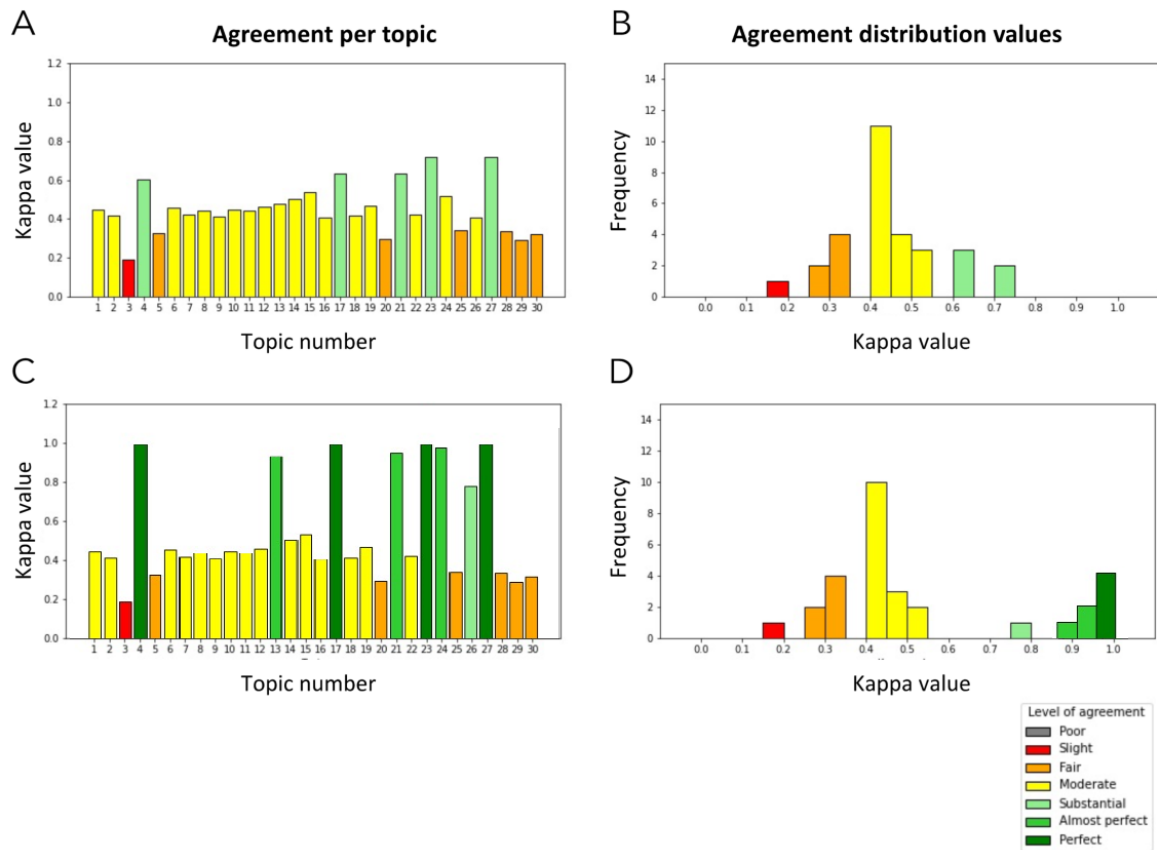 A
Agreement per topic
B
Agreement distribution values
1.2
1.0
0.8
0.6
0.4
0.2
0.0
Kappa value
1 2 3 4 5 6 7 8 9 10 11 12 13 14 15 16 17 18 19 20 21 22 23 24 25 26 27 28 29 30
Topic number
14
12
10
8
6
4
2
0
Frequency
0.0 0.1 0.2 0.3 0.4 0.5 0.6 0.7 0.8 0.9 1.0
Kappa value
C
D
1.2
1.0
0.8
0.6
0.4
0.2
0.0
Kappa value
1 2 3 4 5 6 7 8 9 10 11 12 13 14 15 16 17 18 19 20 21 22 23 24 25 26 27 28 29 30
Topic number
14
12
10
8
6
4
2
0
Frequency
0.0 0.1 0.2 0.3 0.4 0.5 0.6 0.7 0.8 0.9 1.0
Kappa value
Level of agreement
Poor
Slight
Fair
Moderate
Substantial
Almost perfect
Perfect